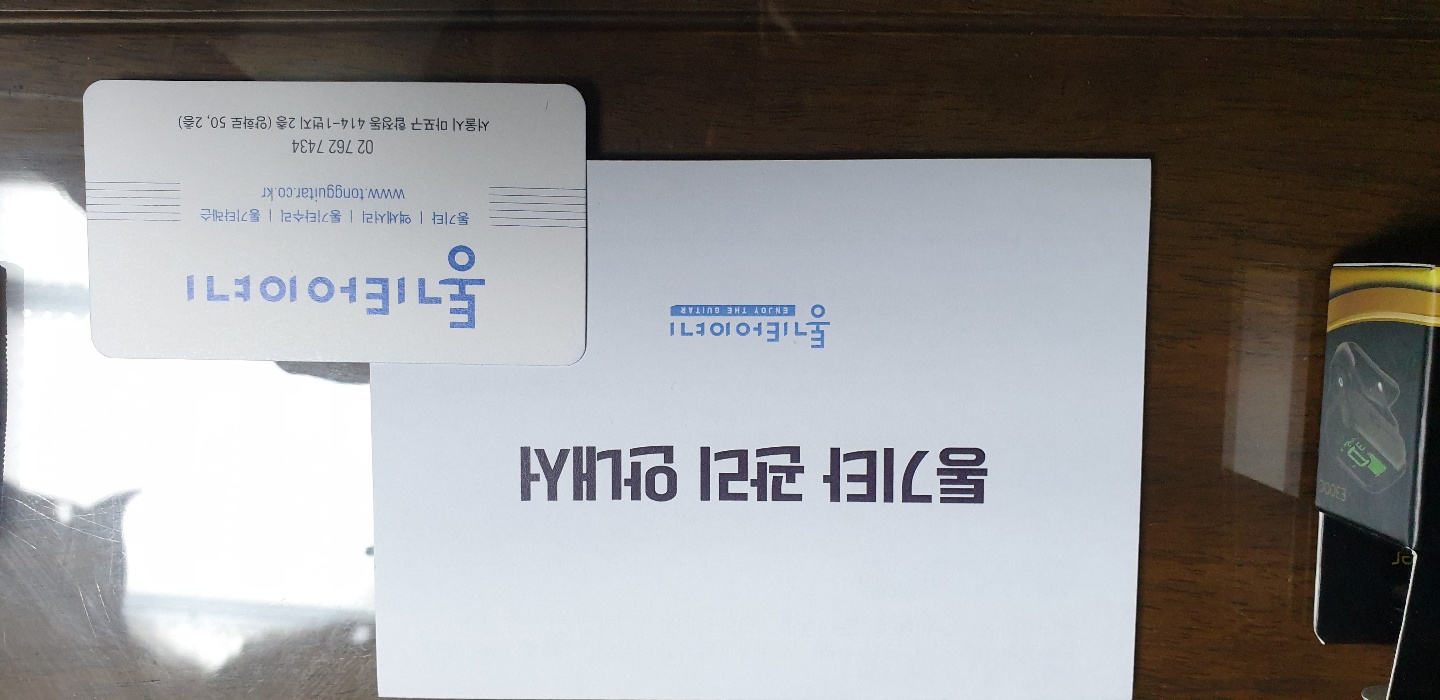 통기타이야기
통기타 | 액세서리 | 통기타수리 | 통기타레슨
www.tongguitar.co.kr
02 762 7434
서울시 마포구 합정동 414-1번지 2층 (양화로 50, 2층)
통기타 관리 안내서
통기타이야기
ENJOY THE GUITAR